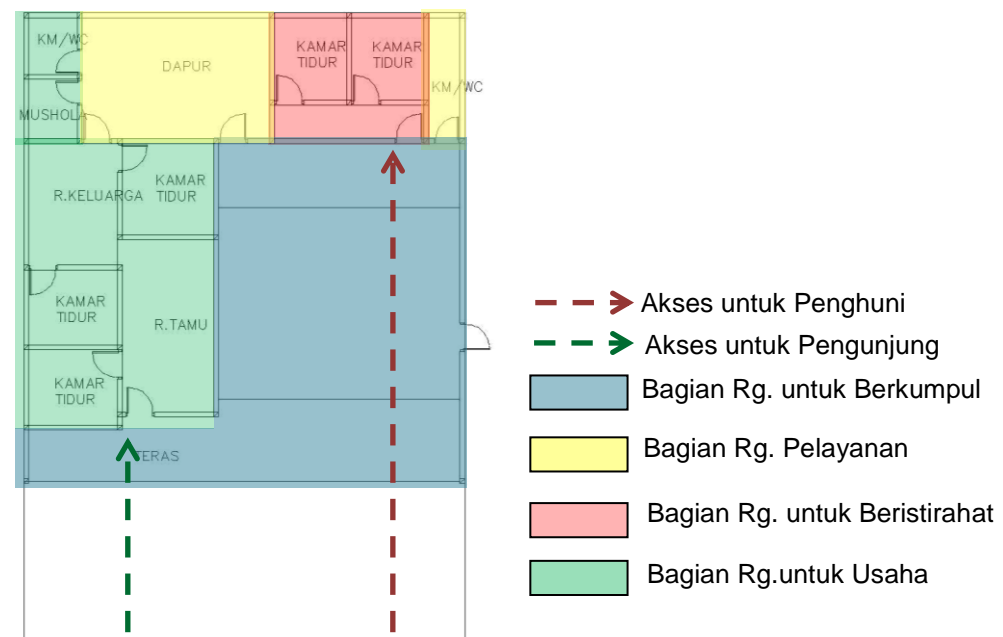 KM/WC
DAPUR
KAMAR
TIDUR
KAMAR
TIDUR
KM/WC
MUSHOLA
R.KELUARGA
KAMAR
TIDUR
KAMAR
TIDUR
R.TAMU
KAMAR
TIDUR
TERAS
Akses untuk Penghuni
Akses untuk Pengunjung
Bagian Rg. untuk Berkumpul
Bagian Rg. Pelayanan
Bagian Rg. untuk Beristirahat
Bagian Rg.untuk Usaha